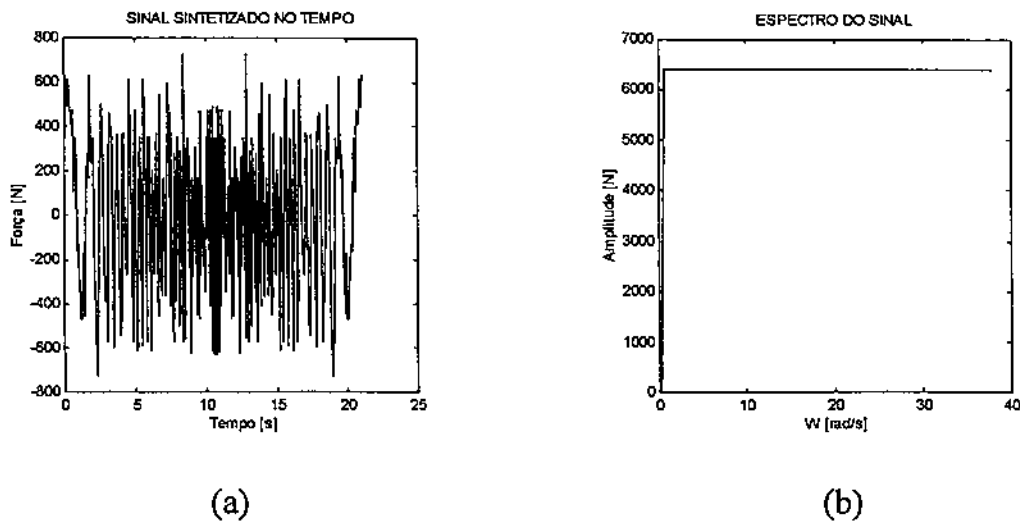 SINAL SINTETIZADO NO TEMPO
800
600
400
200
0
-200
-400
-600
-800
Força [N]
0 5 10 15 20 25
Tempo [s]
(a)
ESPECTRO DO SINAL
7000
6000
5000
4000
3000
2000
1000
0
Amplitude [N]
0 10 20 30 40
W [rad/s]
(b)